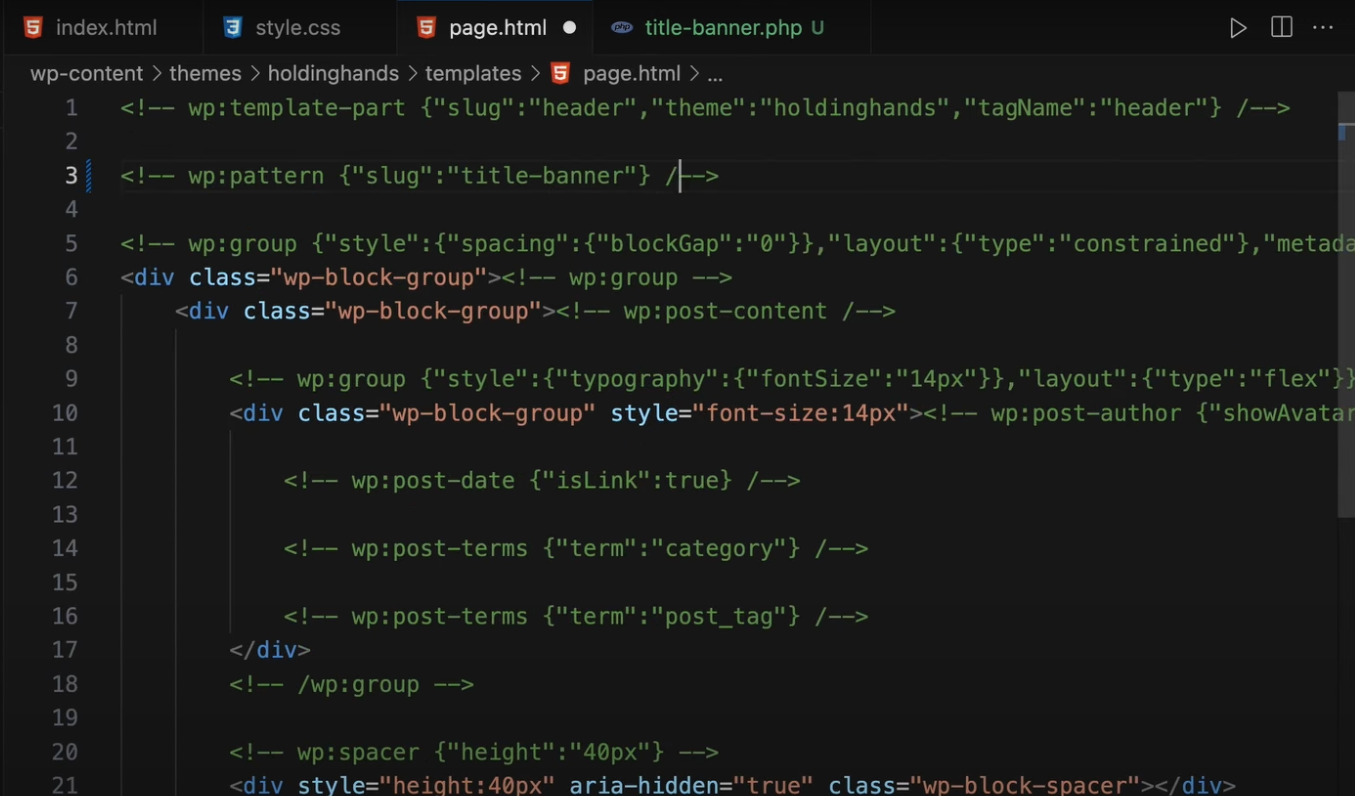 index.html style.css page.html title-banner.php U
wp-content > themes > holdinghands > templates > page.html > ...
1 <!-- wp:template-part {"slug":"header","theme":"holdinghands","tagName":"header"} /-->
2
3 <!-- wp:pattern {"slug":"title-banner"} /-->
4
5 <!-- wp:group {"style":{"spacing":{"blockGap":"0"}},"layout":{"type":"constrained"},"metada
6 <div class="wp-block-group"><!-- wp:group -->
7 <div class="wp-block-group"><!-- wp:post-content /-->
8
9 <!-- wp:group {"style":{"typography":{"fontSize":"14px"}},"layout":{"type":"flex"}}
10 <div class="wp-block-group" style="font-size:14px"><!-- wp:post-author {"showAvatar
11
12 <!-- wp:post-date {"isLink":true} /-->
13
14 <!-- wp:post-terms {"term":"category"} /-->
15
16 <!-- wp:post-terms {"term":"post_tag"} /-->
17 </div>
18 <!-- /wp:group -->
19
20 <!-- wp:spacer {"height":"40px"} -->
21 <div style="height:40px" aria-hidden="true" class="wp-block-spacer"></div>